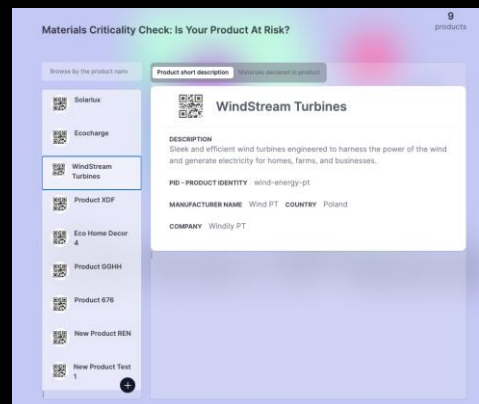 9
Materials Criticality Check: Is Your Product At Risk?
products
Browse by the product name
Product short description
Materials declared in product
Solarlux
Ecocharge
WindStream
Turbines
Product XDF
Eco Home Decor
4
Product GGHH
Product 676
New Product REN
New Product Test
1
+
WindStream Turbines
DESCRIPTION
Sleek and efficient wind turbines engineered to harness the power of the wind
and generate electricity for homes, farms, and businesses.
PID - PRODUCT IDENTITY wind-energy-pt
MANUFACTURER NAME Wind PT COUNTRY Poland
COMPANY Windily PT